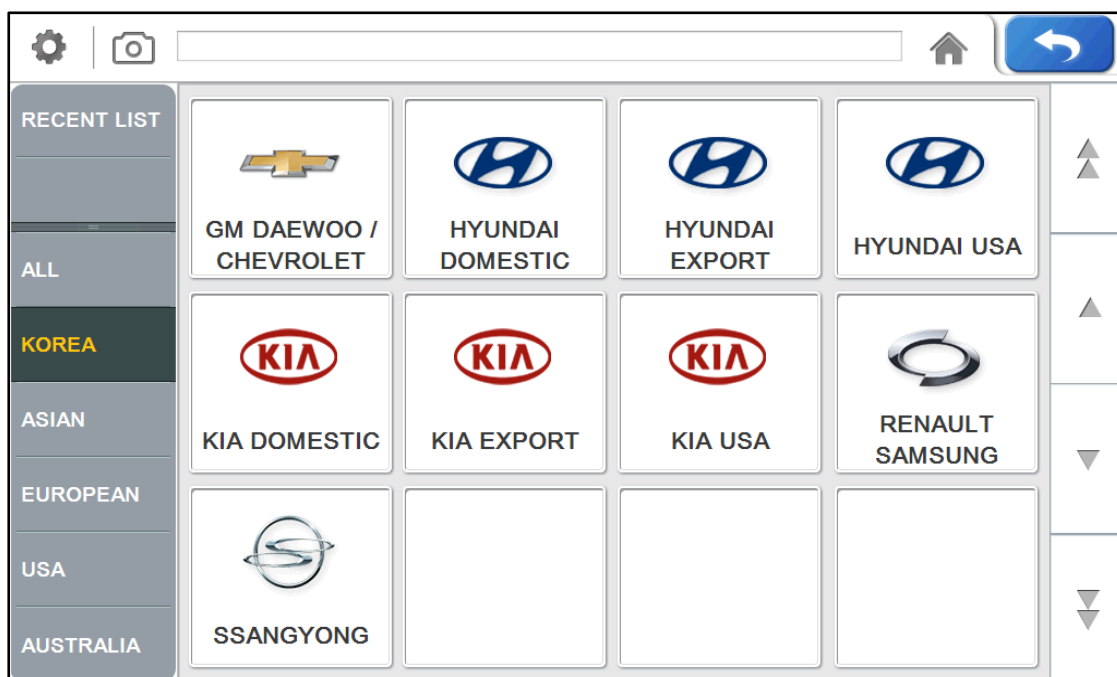 RECENT LIST
ALL
KOREA
ASIAN
EUROPEAN
USA
AUSTRALIA
GM DAEWOO /
CHEVROLET
HYUNDAI
DOMESTIC
HYUNDAI
EXPORT
HYUNDAI USA
KIA
KIA DOMESTIC
KIA
KIA EXPORT
KIA
KIA USA
RENAULT
SAMSUNG
SSANGYONG